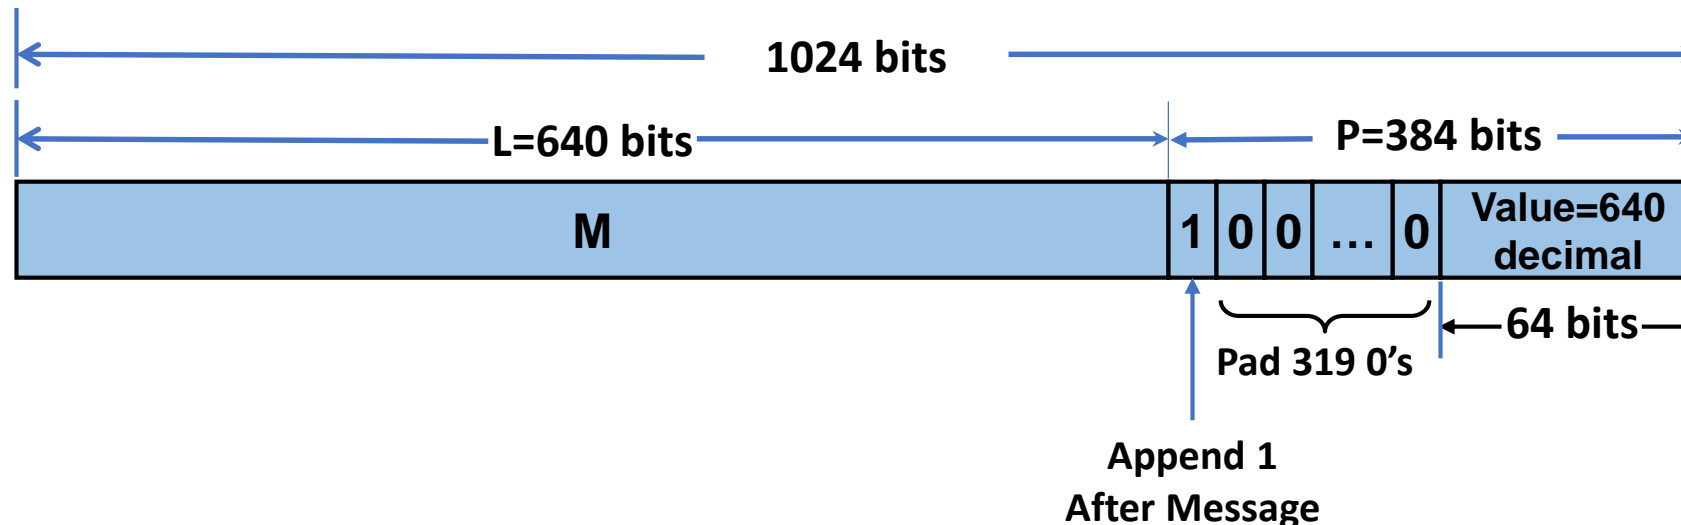 1024 bits
L=640 bits
P=384 bits
M
1 0 0 ... 0
Value=640
decimal
64 bits
Pad 319 0’s
Append 1
After Message